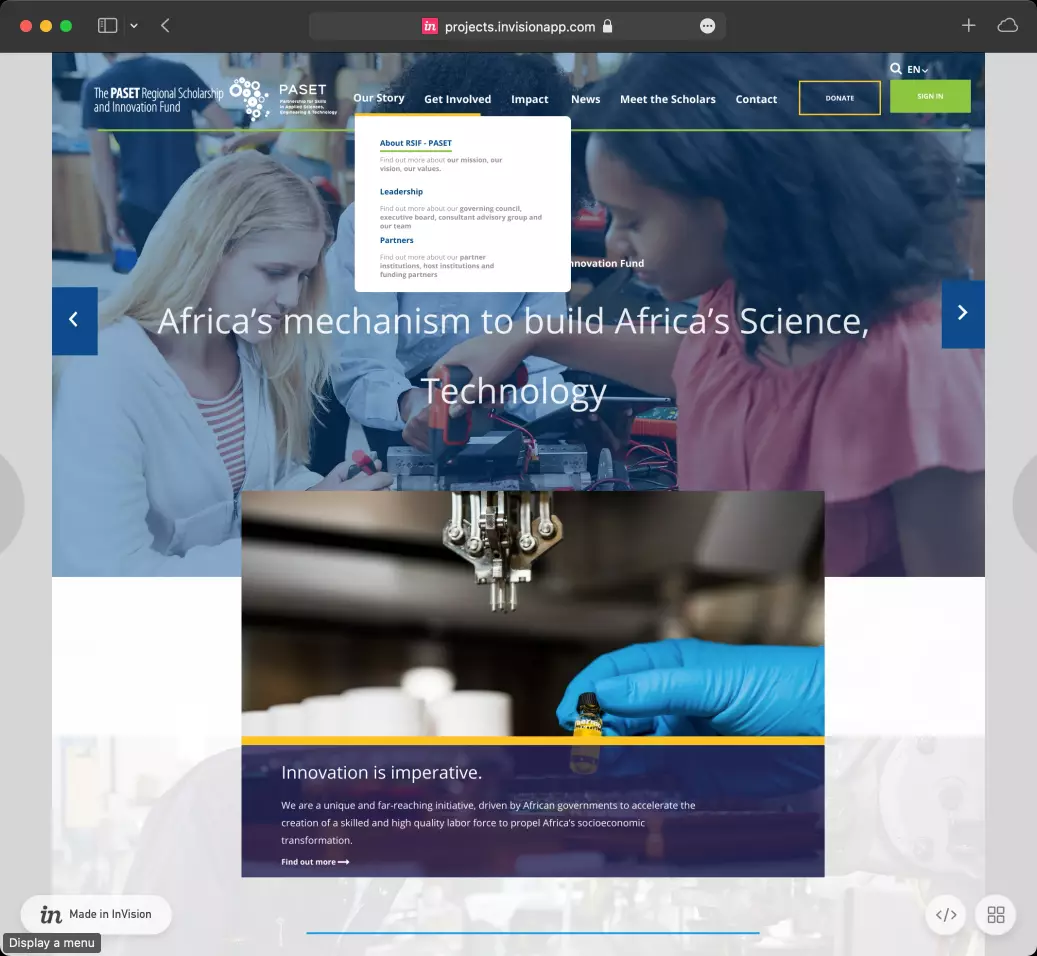 in projects.invisionapp.com
EN
The PASET Regional Scholarship
and Innovation Fund
PASET
Partnership for Skills
in Applied Sciences,
Engineering & Technology
Our Story Get Involved Impact News Meet the Scholars Contact DONATE SIGN IN
About RSIF - PASET
Find out more about our mission, our
vision, our values.
Leadership
Find out more about our governing council,
executive board, consultant advisory group and
our team
Partners
Find out more about our partner
institutions, host institutions and
funding partners
nnovation Fund
Africa’s mechanism to build Africa’s Science,
Technology
Innovation is imperative.
We are a unique and far-reaching initiative, driven by African governments to accelerate the
creation of a skilled and high quality labor force to propel Africa's socioeconomic
transformation.
Find out more
in Made in InVision
</>
Display a menu